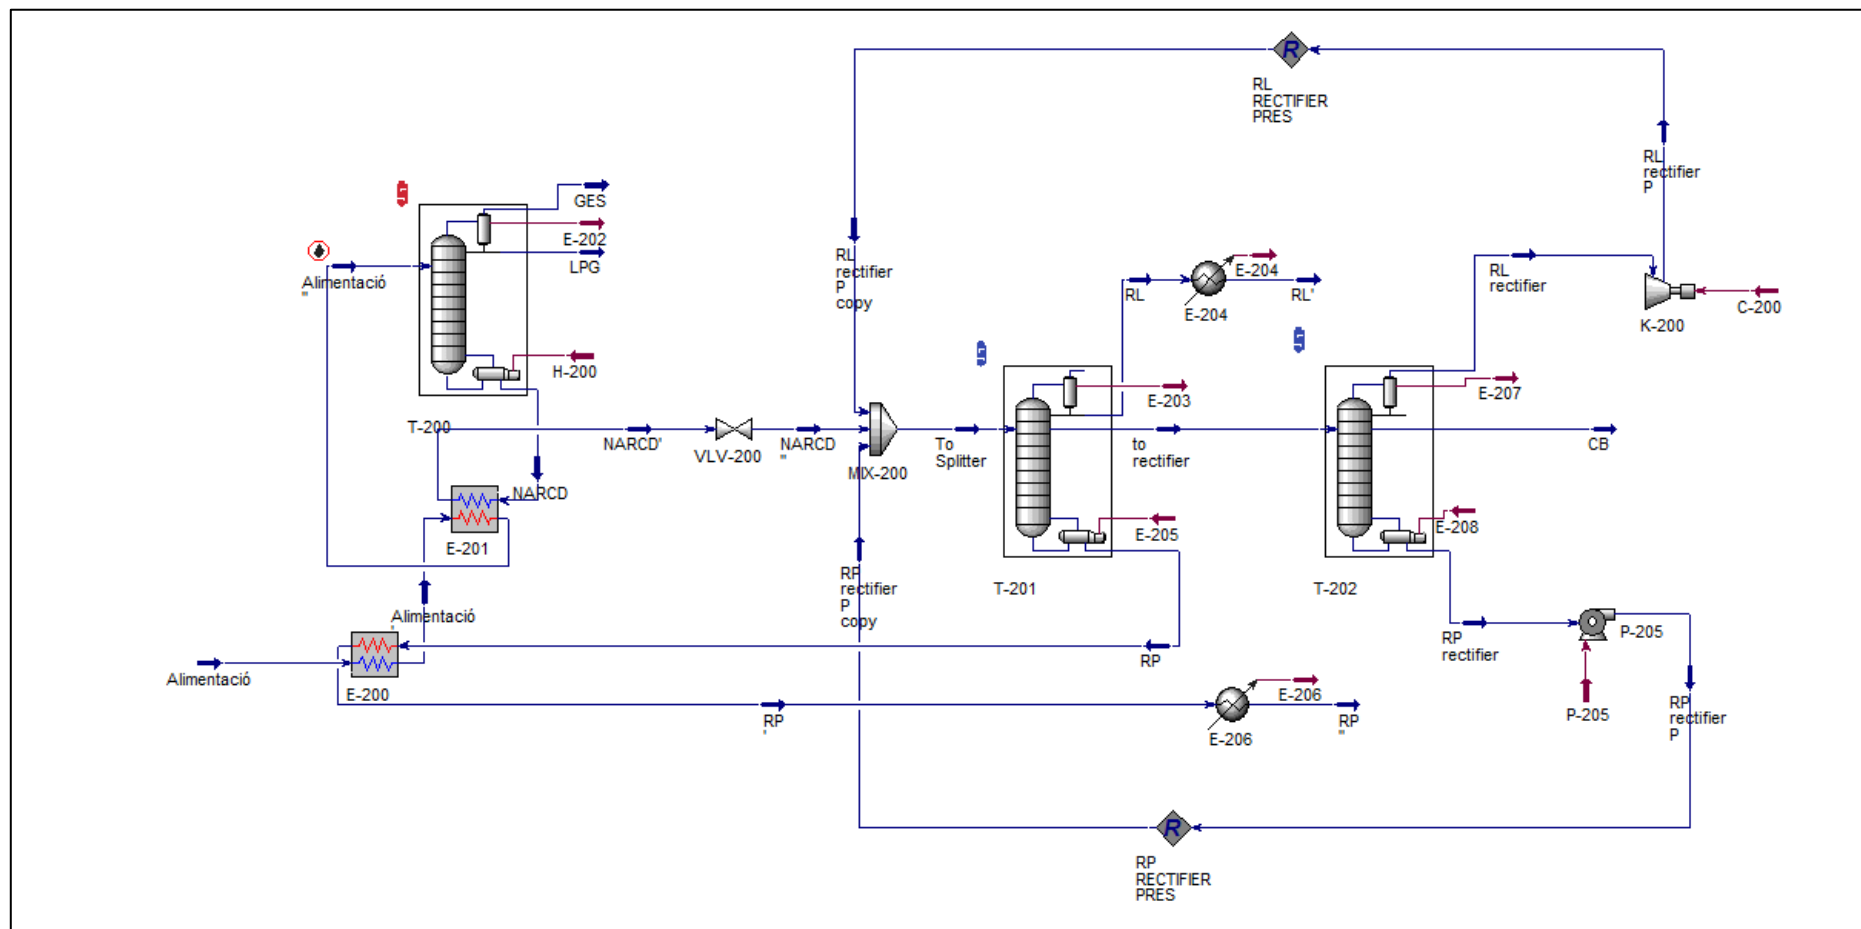 R
RL
RECTIFIER
PRES
RL
rectifier
P
GES
E-202
LPG
Alimentació
"
H-200
T-200
RL
rectifier
P
copy
RL
E-204
E-204
RL'
RL
rectifier
K-200
C-200
E-203
E-207
NARCD'
VLV-200
NARCD
"
MIX-200
To
Splitter
to
rectifier
CB
NARCD
E-201
E-205
E-208
T-201
T-202
RP
rectifier
P
copy
Alimentació
'
Alimentació
E-200
RP
RP
rectifier
P-205
P-205
RP
rectifier
P
RP
'
E-206
E-206
RP
"
R
RP
RECTIFIER
PRES